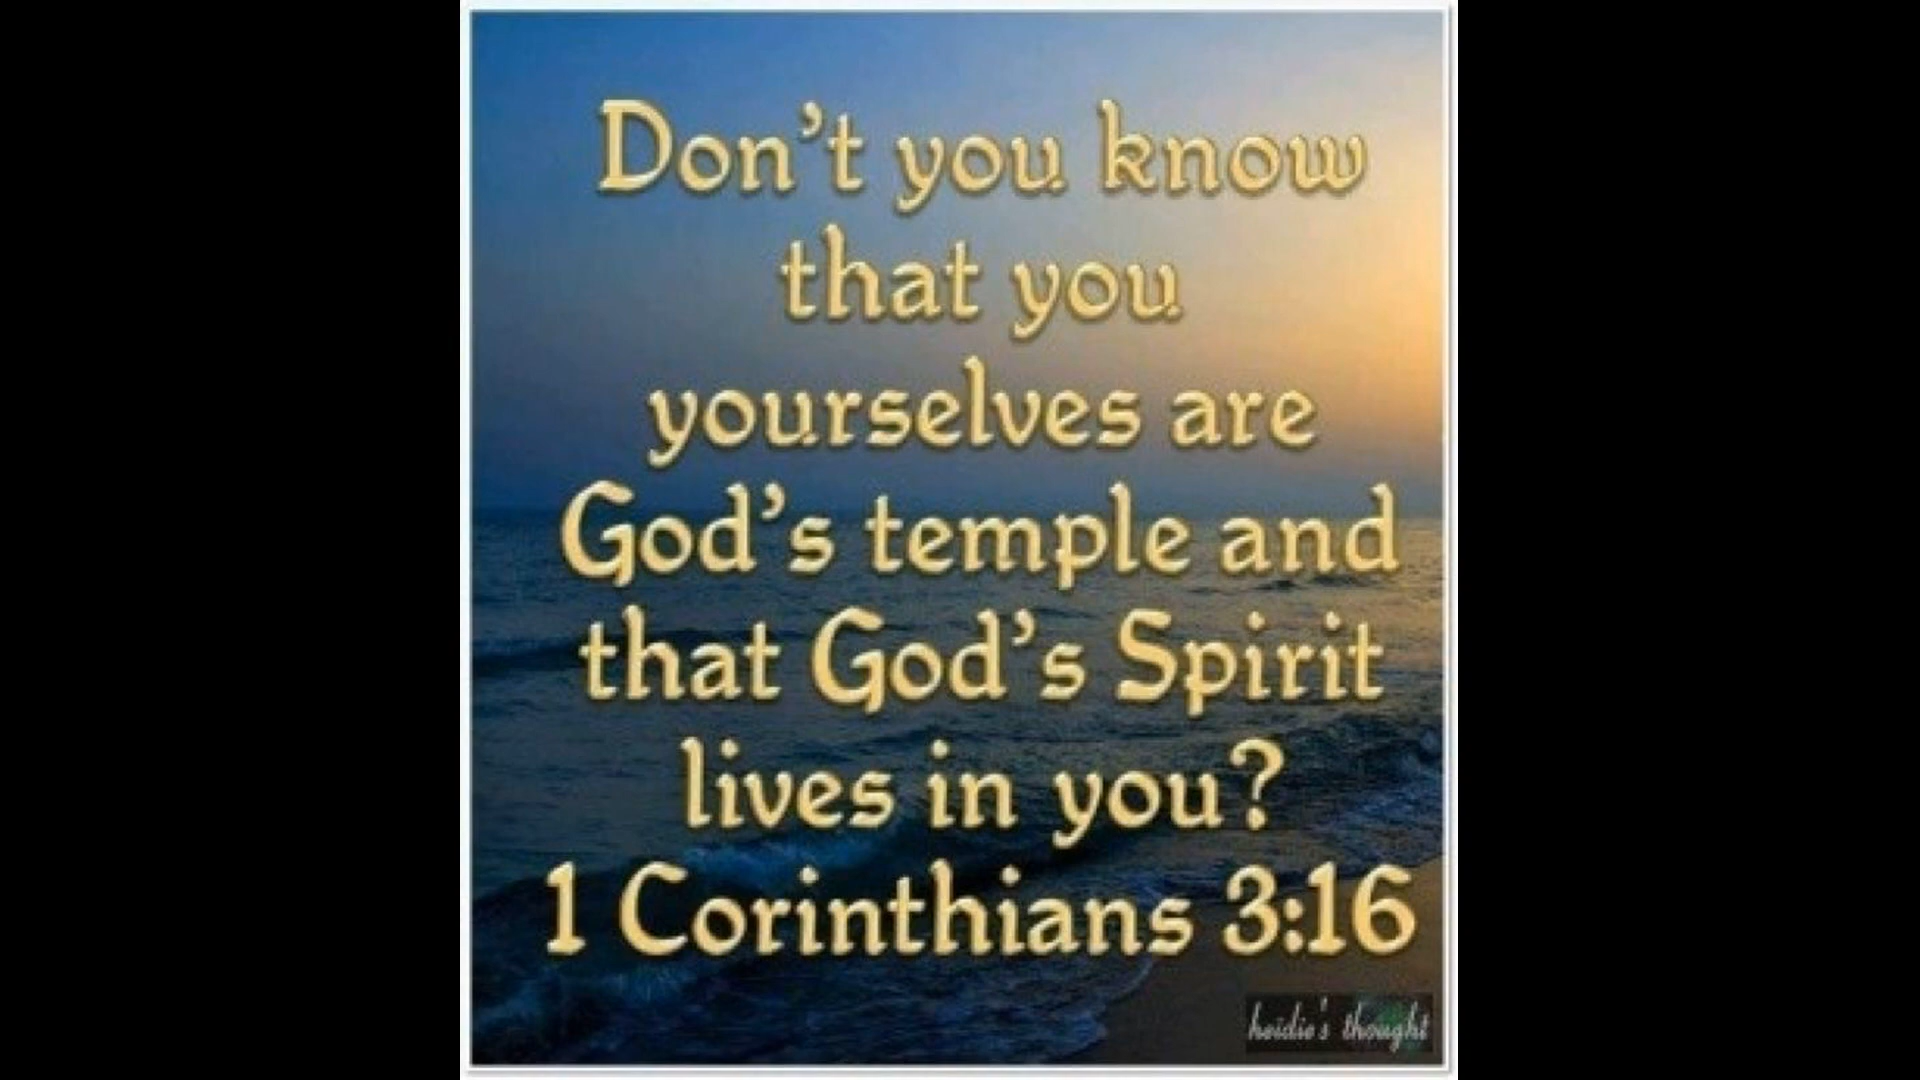 Don't you know
that you
yourselves are
God's temple and
that God's Spirit
lives in you?
1 Corinthians 3:16
heidie's thought